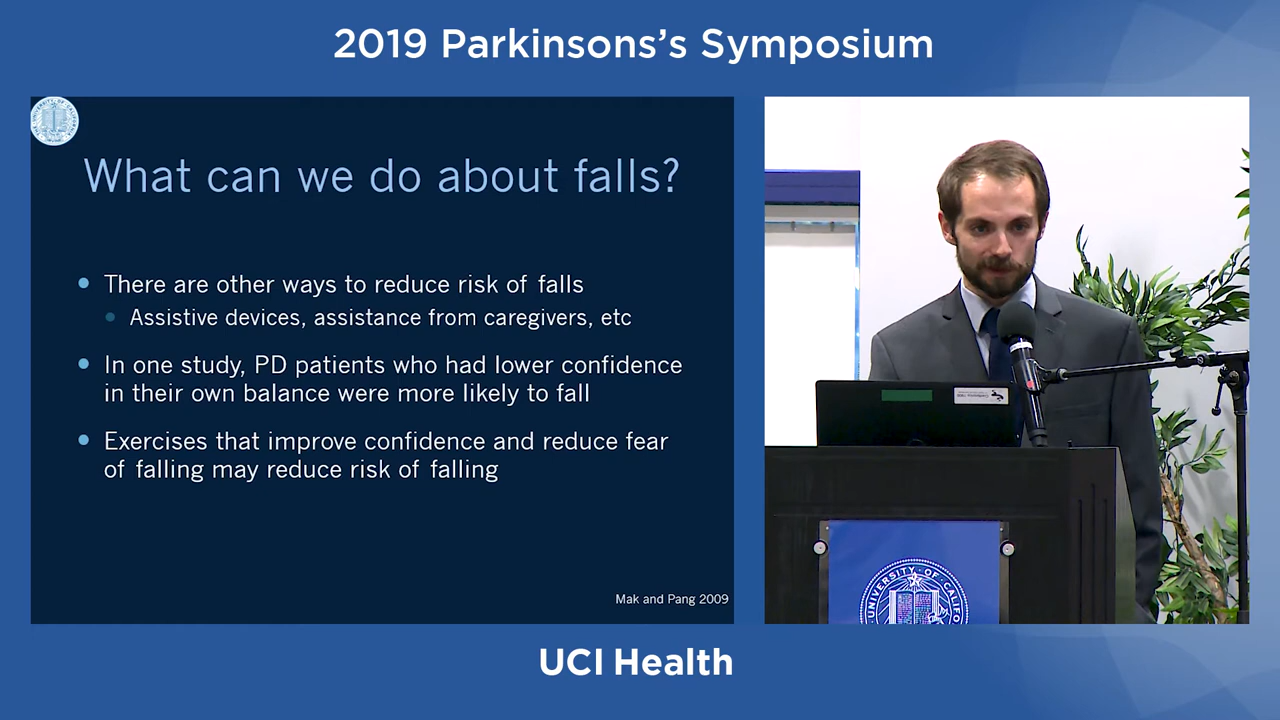 2019 Parkinsons’s Symposium
What can we do about falls?
There are other ways to reduce risk of falls
Assistive devices, assistance from caregivers, etc
In one study, PD patients who had lower confidence
in their own balance were more likely to fall
Exercises that improve confidence and reduce fear
of falling may reduce risk of falling
Mak and Pang 2009
UNIVERSITY OF CALIFO
UCI Health